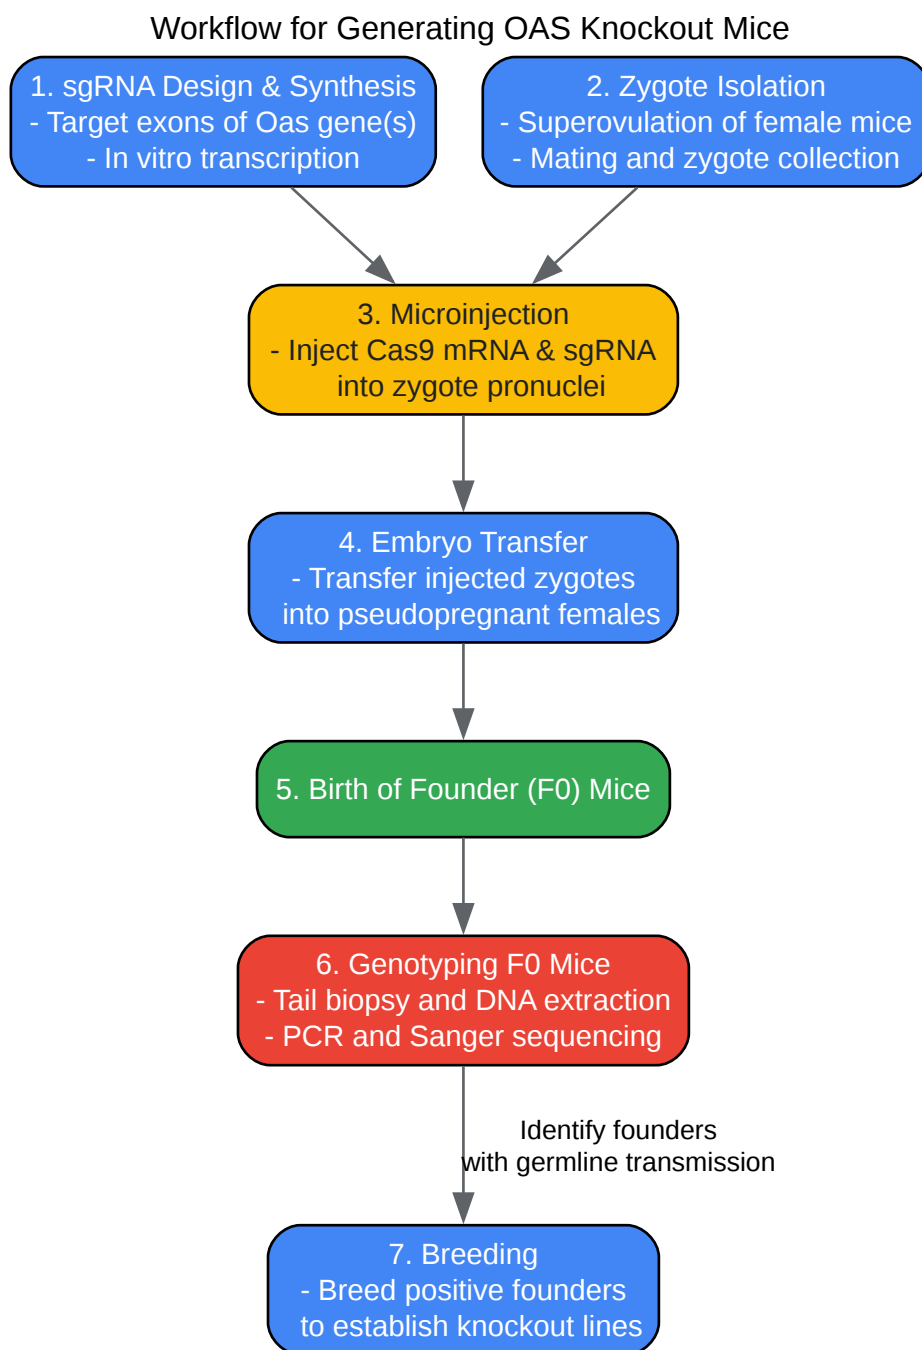 Workflow for Generating OAS Knockout Mice
1. sgRNA Design & Synthesis
- Target exons of Oas gene(s)
- In vitro transcription
2. Zygote Isolation
- Superovulation of female mice
- Mating and zygote collection
3. Microinjection
- Inject Cas9 mRNA & sgRNA
into zygote pronuclei
4. Embryo Transfer
- Transfer injected zygotes
into pseudopregnant females
5. Birth of Founder (F0) Mice
6. Genotyping F0 Mice
- Tail biopsy and DNA extraction
- PCR and Sanger sequencing
Identify founders
with germline transmission
7. Breeding
- Breed positive founders
to establish knockout lines